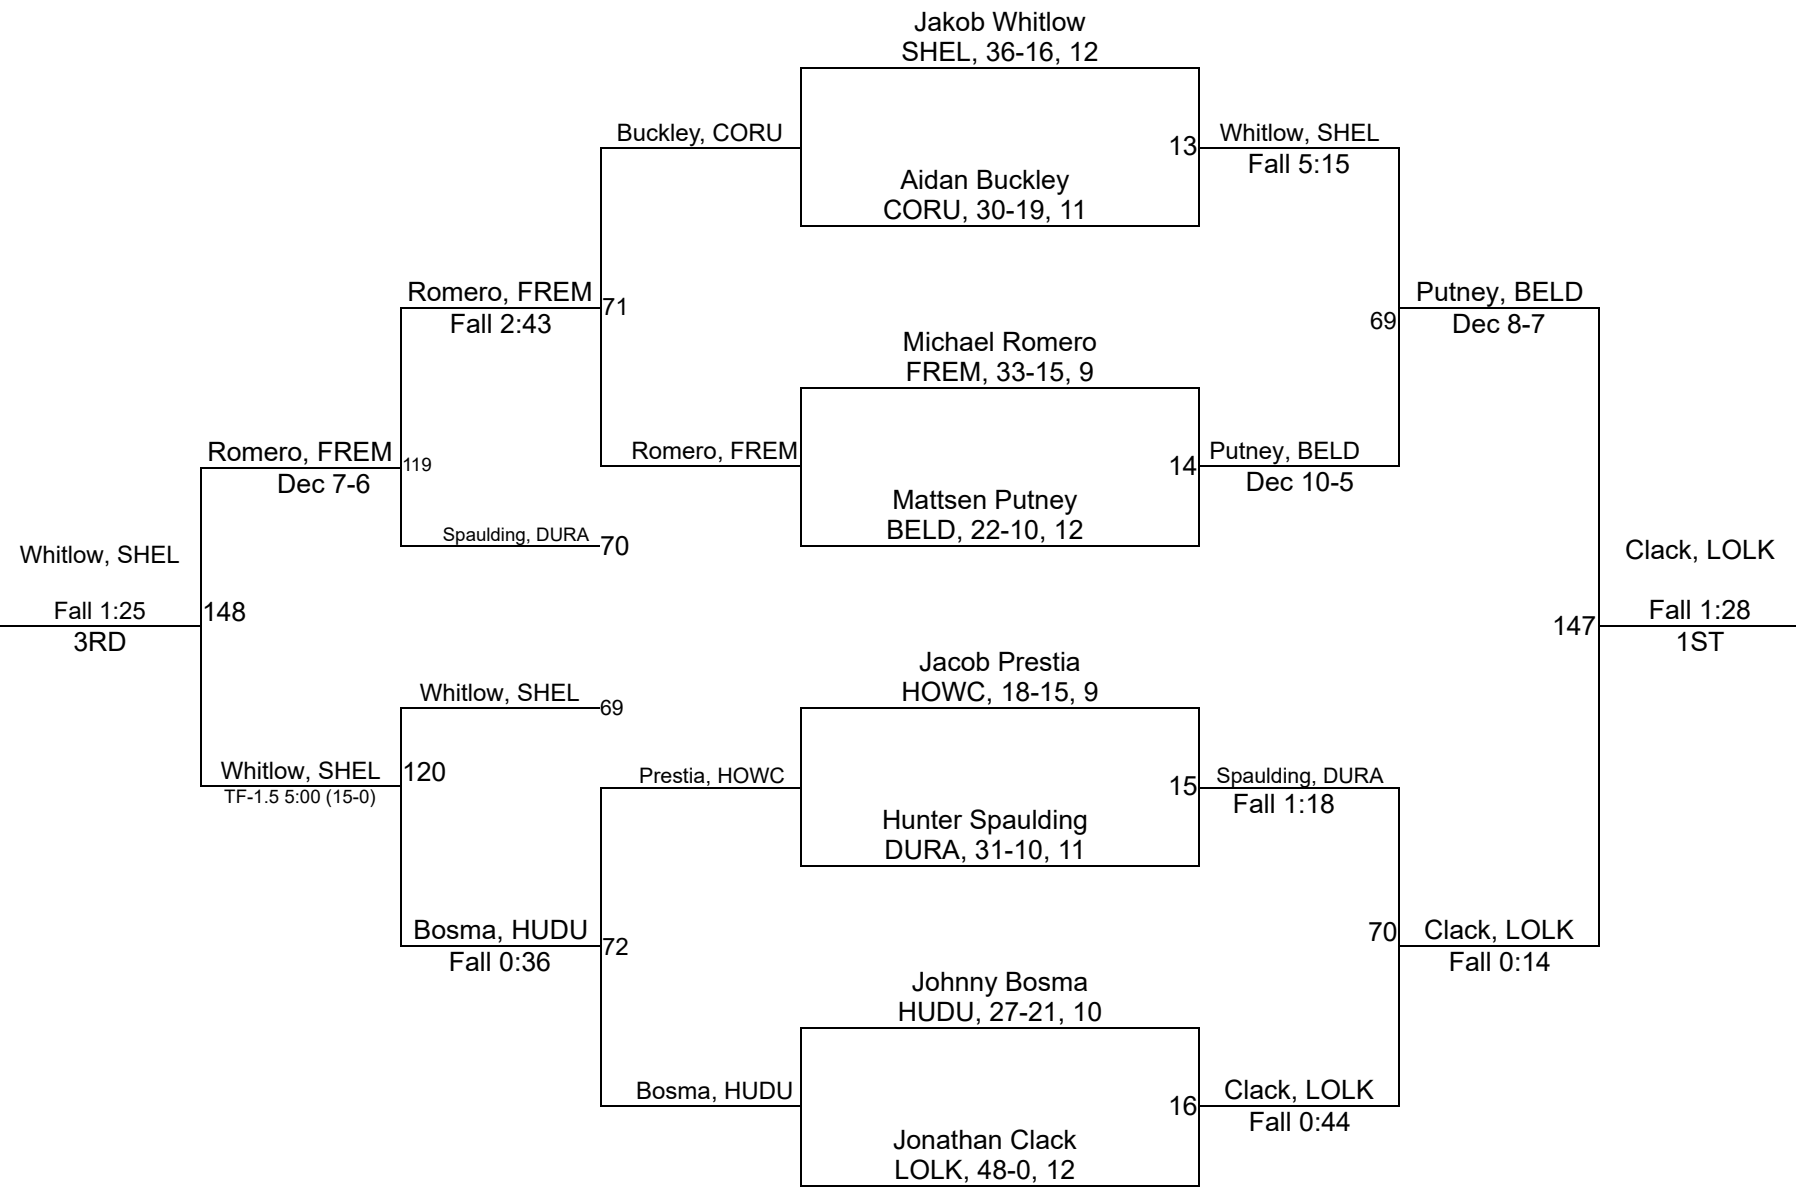 Jakob Whitlow
SHEL, 36-16, 12
Buckley, CORU
13
Whitlow, SHEL
Fall 5:15
Aidan Buckley
CORU, 30-19, 11
Romero, FREM
Fall 2:43
71
69
Putney, BELD
Dec 8-7
Michael Romero
FREM, 33-15, 9
Romero, FREM
Dec 7-6
119
Romero, FREM
14
Putney, BELD
Dec 10-5
Mattsen Putney
BELD, 22-10, 12
Spaulding, DURA
70
Whitlow, SHEL
Fall 1:25
3RD
148
147
Clack, LOLK
Fall 1:28
1ST
Jacob Prestia
HOWC, 18-15, 9
Whitlow, SHEL
69
Whitlow, SHEL
TF-1.5 5:00 (15-0)
120
Prestia, HOWC
15
Spaulding, DURA
Fall 1:18
Hunter Spaulding
DURA, 31-10, 11
Bosma, HUDU
Fall 0:36
72
70
Clack, LOLK
Fall 0:14
Johnny Bosma
HUDU, 27-21, 10
Bosma, HUDU
16
Clack, LOLK
Fall 0:44
Jonathan Clack
LOLK, 48-0, 12